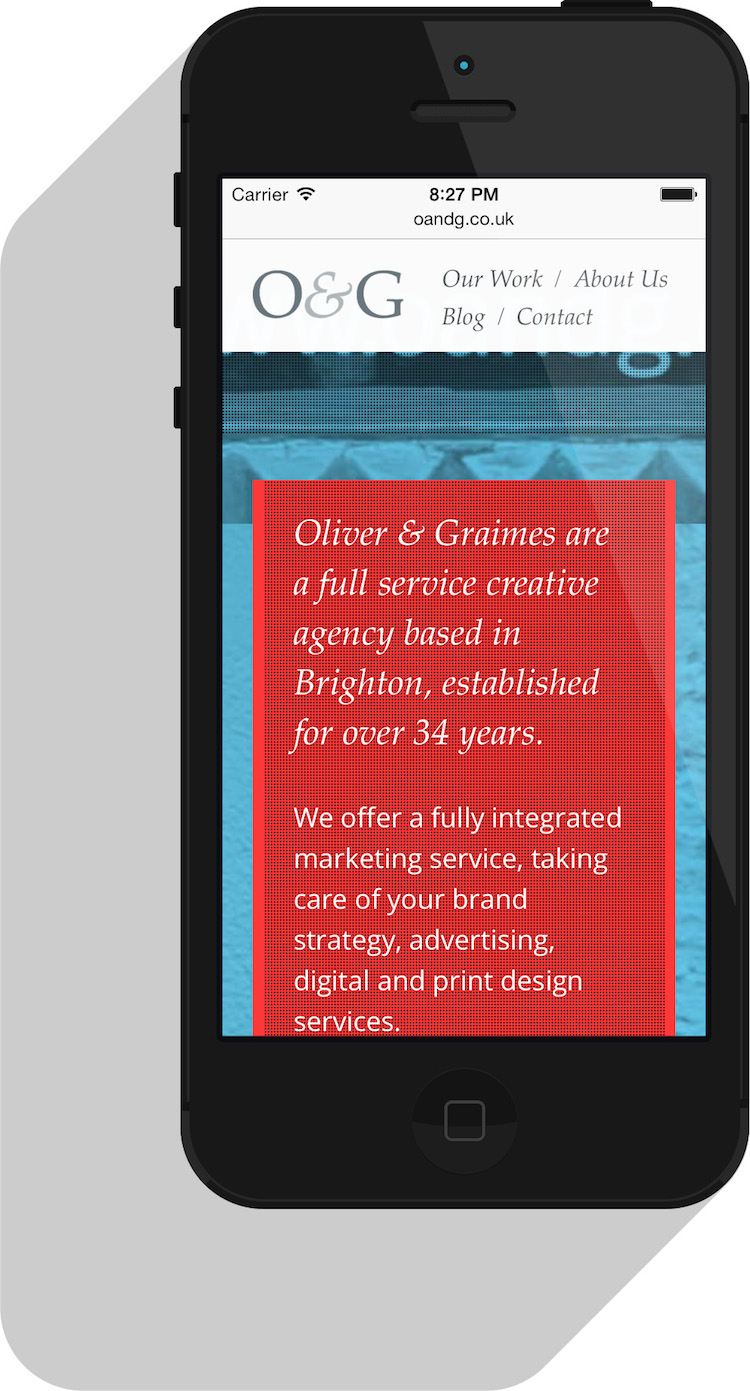 Carrier 8:27 PM
oandg.co.uk
O&G
Our Work / About Us
Blog / Contact
Oliver & Graimes are
a full service creative
agency based in
Brighton, established
for over 34 years.
We offer a fully integrated
marketing service, taking
care of your brand
strategy, advertising,
digital and print design
services.